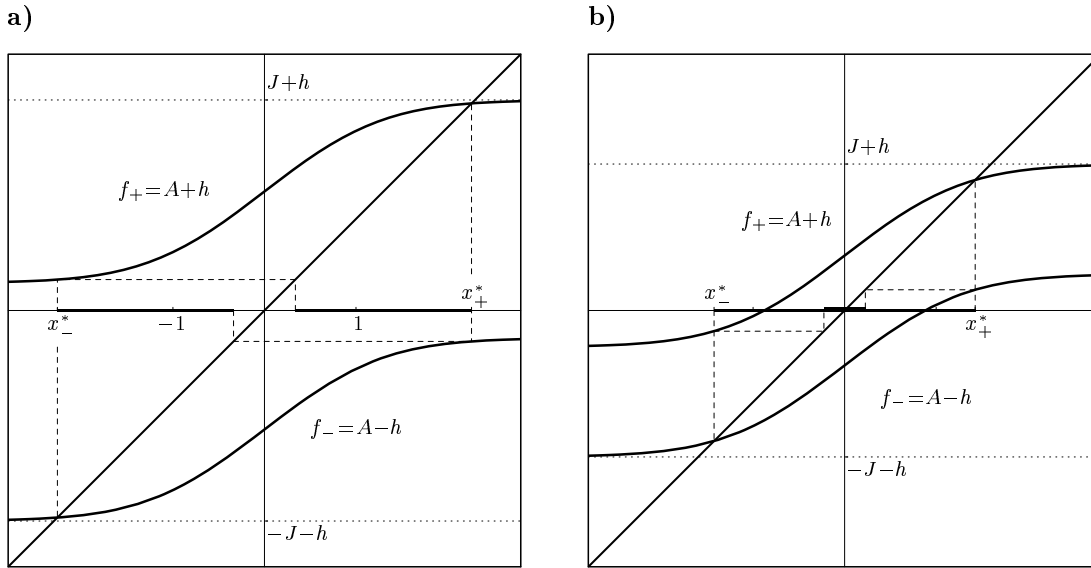 a)
J+h
f₊=A+h
x*₋
−1
1
x*₊
f₋=A−h
−J−h
b)
J+h
f₊=A+h
x*₋
x*₊
f₋=A−h
−J−h